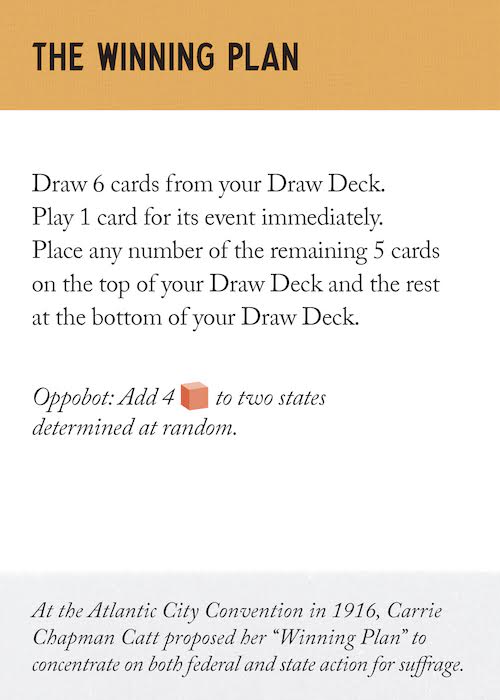 THE WINNING PLAN
Draw 6 cards from your Draw Deck.
Play 1 card for its event immediately.
Place any number of the remaining 5 cards
on the top of your Draw Deck and the rest
at the bottom of your Draw Deck.
Oppobot: Add 4 to two states
determined at random.
At the Atlantic City Convention in 1916, Carrie
Chapman Catt proposed her “Winning Plan” to
concentrate on both federal and state action for suffrage.